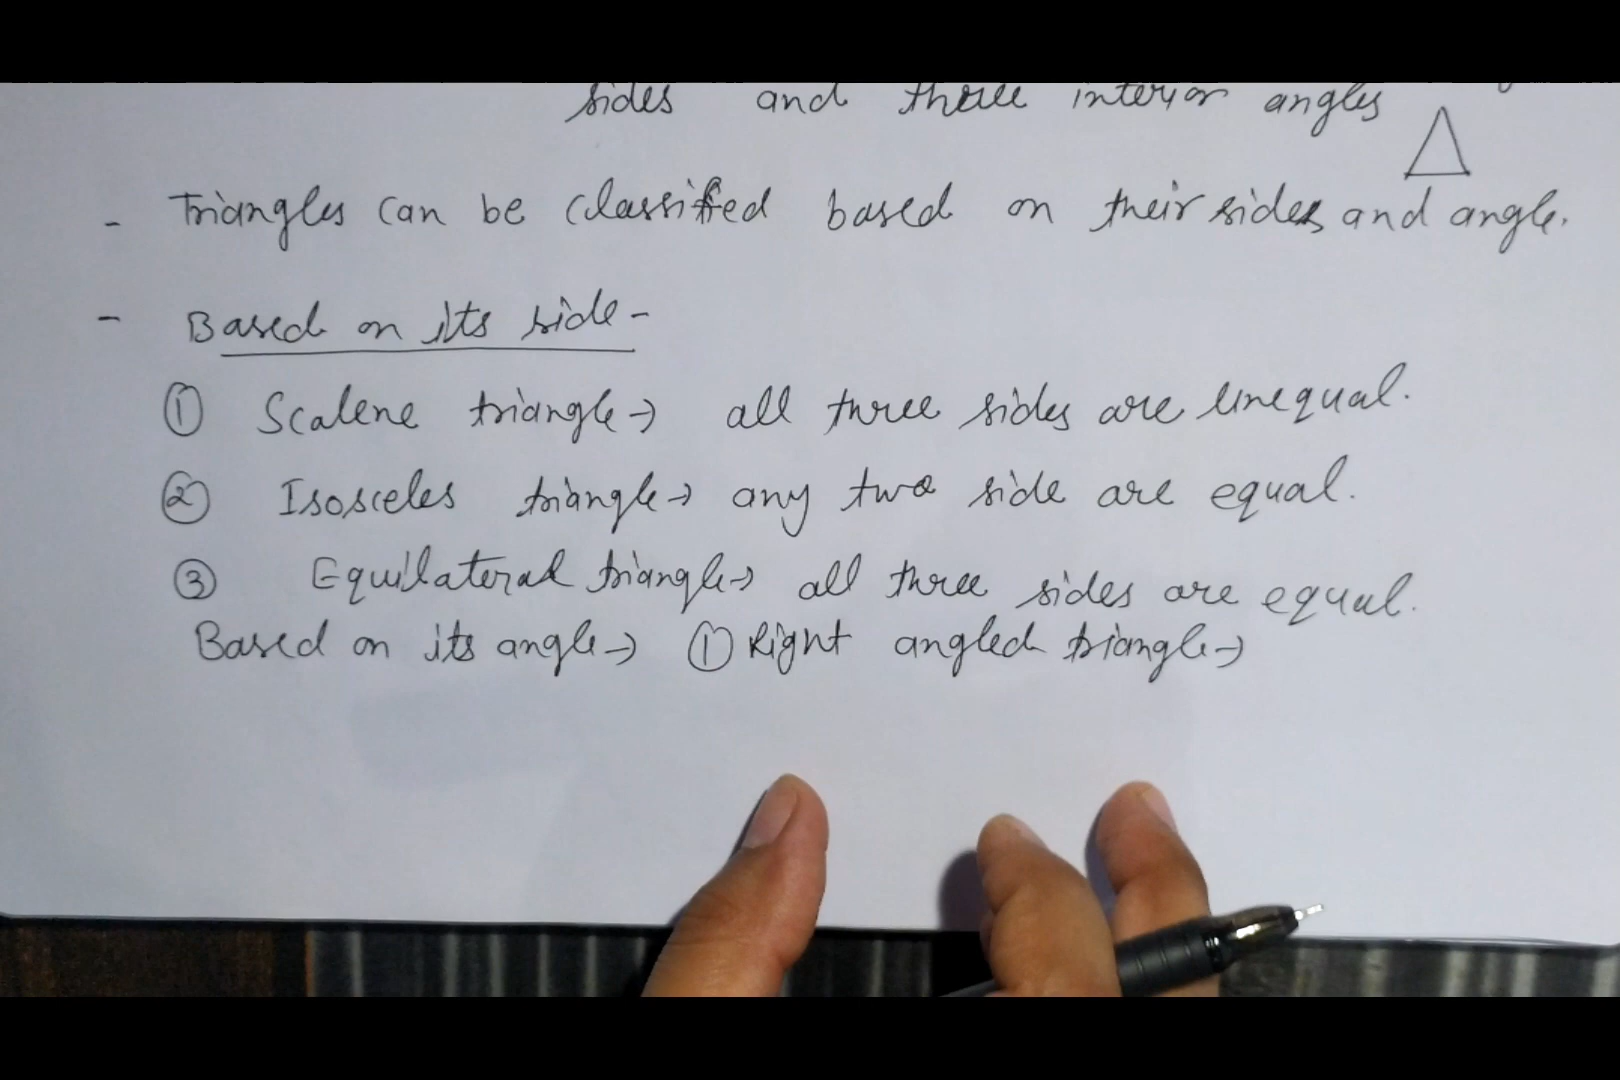 sides and three interior angles
- Triangles can be classified based on their sides and angle.
- Based on its side -
① Scalene triangle → all three sides are unequal.
② Isosceles triangle → any two side are equal.
③ Equilateral triangle → all three sides are equal.
Based on its angle → ① Right angled triangle →